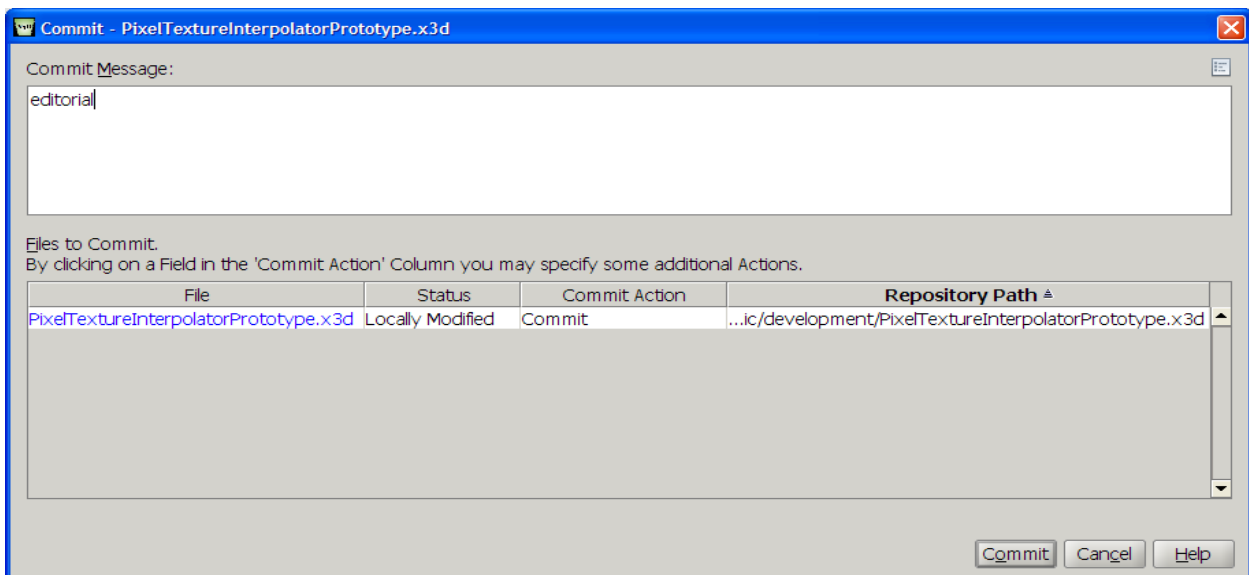 Commit - PixelTextureInterpolatorPrototype.x3d
Commit Message:
editorial
Files to Commit.
By clicking on a Field in the 'Commit Action' Column you may specify some additional Actions.
File Status Commit Action Repository Path
PixelTextureInterpolatorPrototype.x3d Locally Modified Commit ...ic/development/PixelTextureInterpolatorPrototype.x3d
Commit Cancel Help